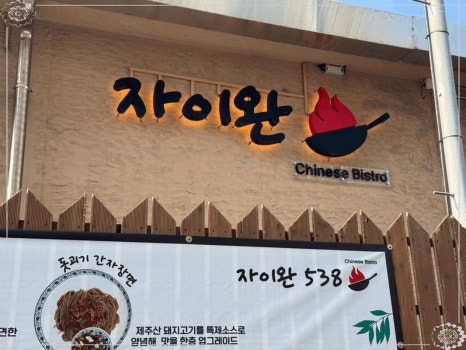 자이완
Chinese Bistro
Chinese Bistro
자이완 538
돗괴기 간자장면
면한
제주산 돼지고기를 특제소스로
양념해 맛을 한층 업그레이드